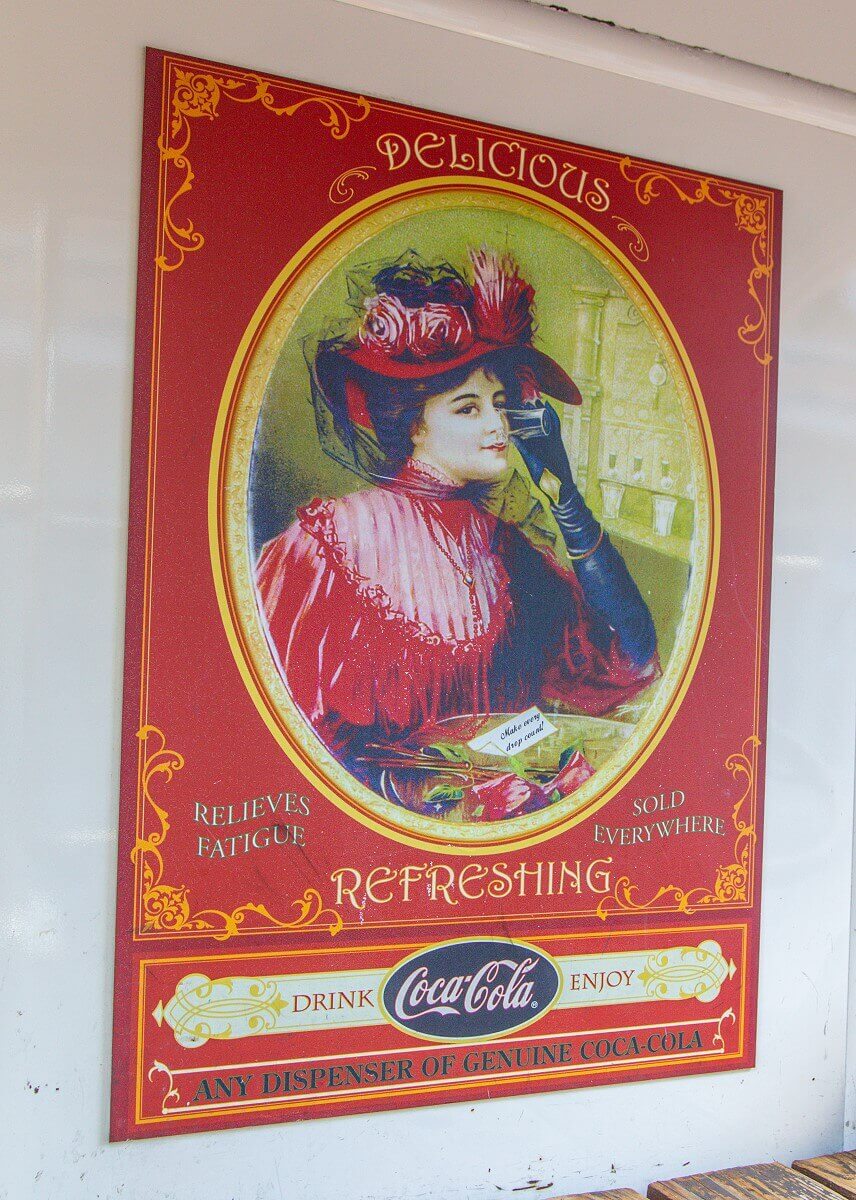 DELICIOUS
Make every
drop count!
RELIEVES
FATIGUE
SOLD
EVERYWHERE
REFRESHING
DRINK Coca-Cola® ENJOY
ANY DISPENSER OF GENUINE COCA-COLA